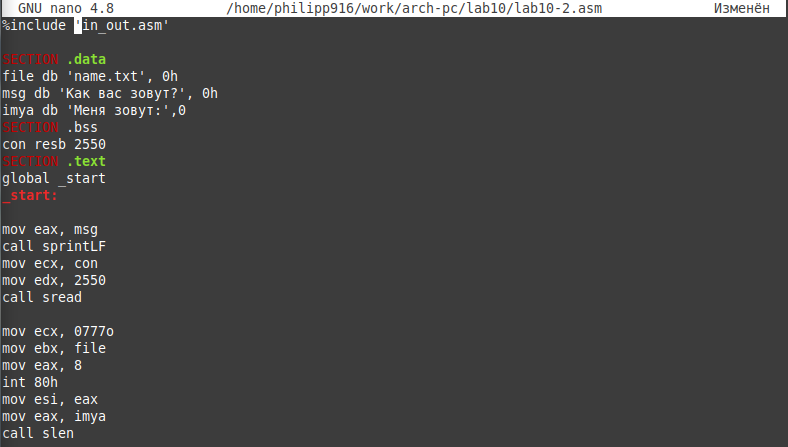 GNU nano 4.8 /home/philipp916/work/arch-pc/lab10/lab10-2.asm Изменён
%include 'in_out.asm'
SECTION .data
file db 'name.txt', 0h
msg db 'Как вас зовут?', 0h
imya db 'Меня зовут:',0
SECTION .bss
con resb 2550
SECTION .text
global _start
_start:
mov eax, msg
call sprintLF
mov ecx, con
mov edx, 2550
call sread
mov ecx, 0777o
mov ebx, file
mov eax, 8
int 80h
mov esi, eax
mov eax, imya
call slen